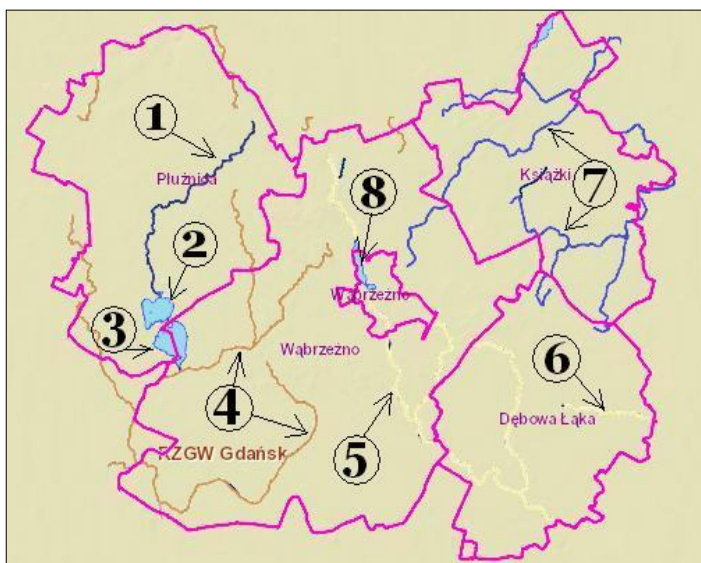 1
Płużnica
2
3
4
RZGW Gdańsk
Wąbrzeźno
5
8
Wąbrzeźno
Książki
7
6
Dębowa Łąka